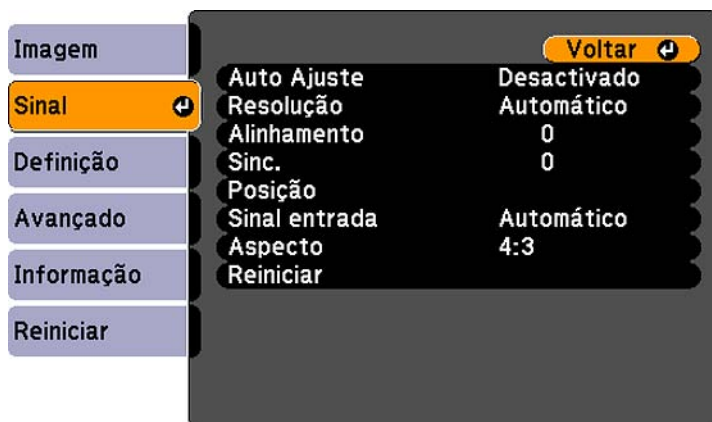 Imagem
Sinal
Definição
Avançado
Informação
Reiniciar
Voltar
Auto Ajuste Desactivado
Resolução Automático
Alinhamento 0
Sinc. 0
Posição
Sinal entrada Automático
Aspecto 4:3
Reiniciar